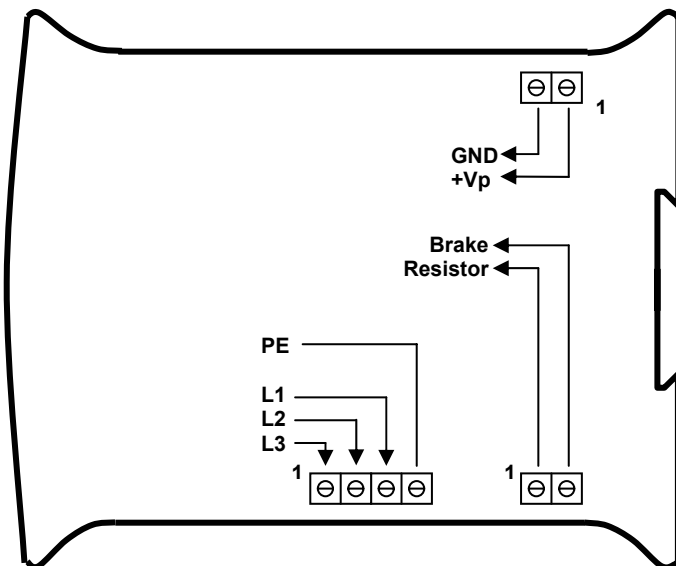 1
GND
+Vp
Brake
Resistor
PE
L1
L2
L3
1
1